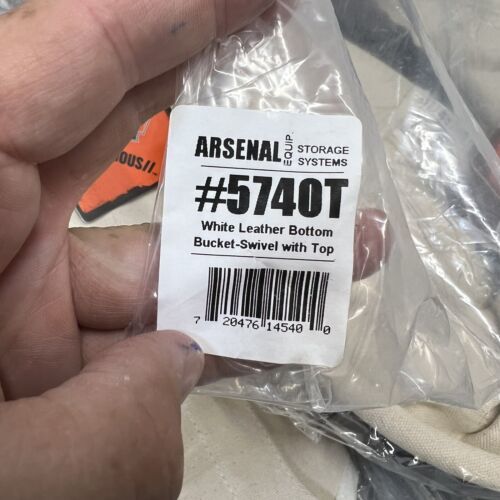 ARSENAL EQUIP. STORAGE SYSTEMS
#5740T
White Leather Bottom
Bucket-Swivel with Top
7 20476 14540 0